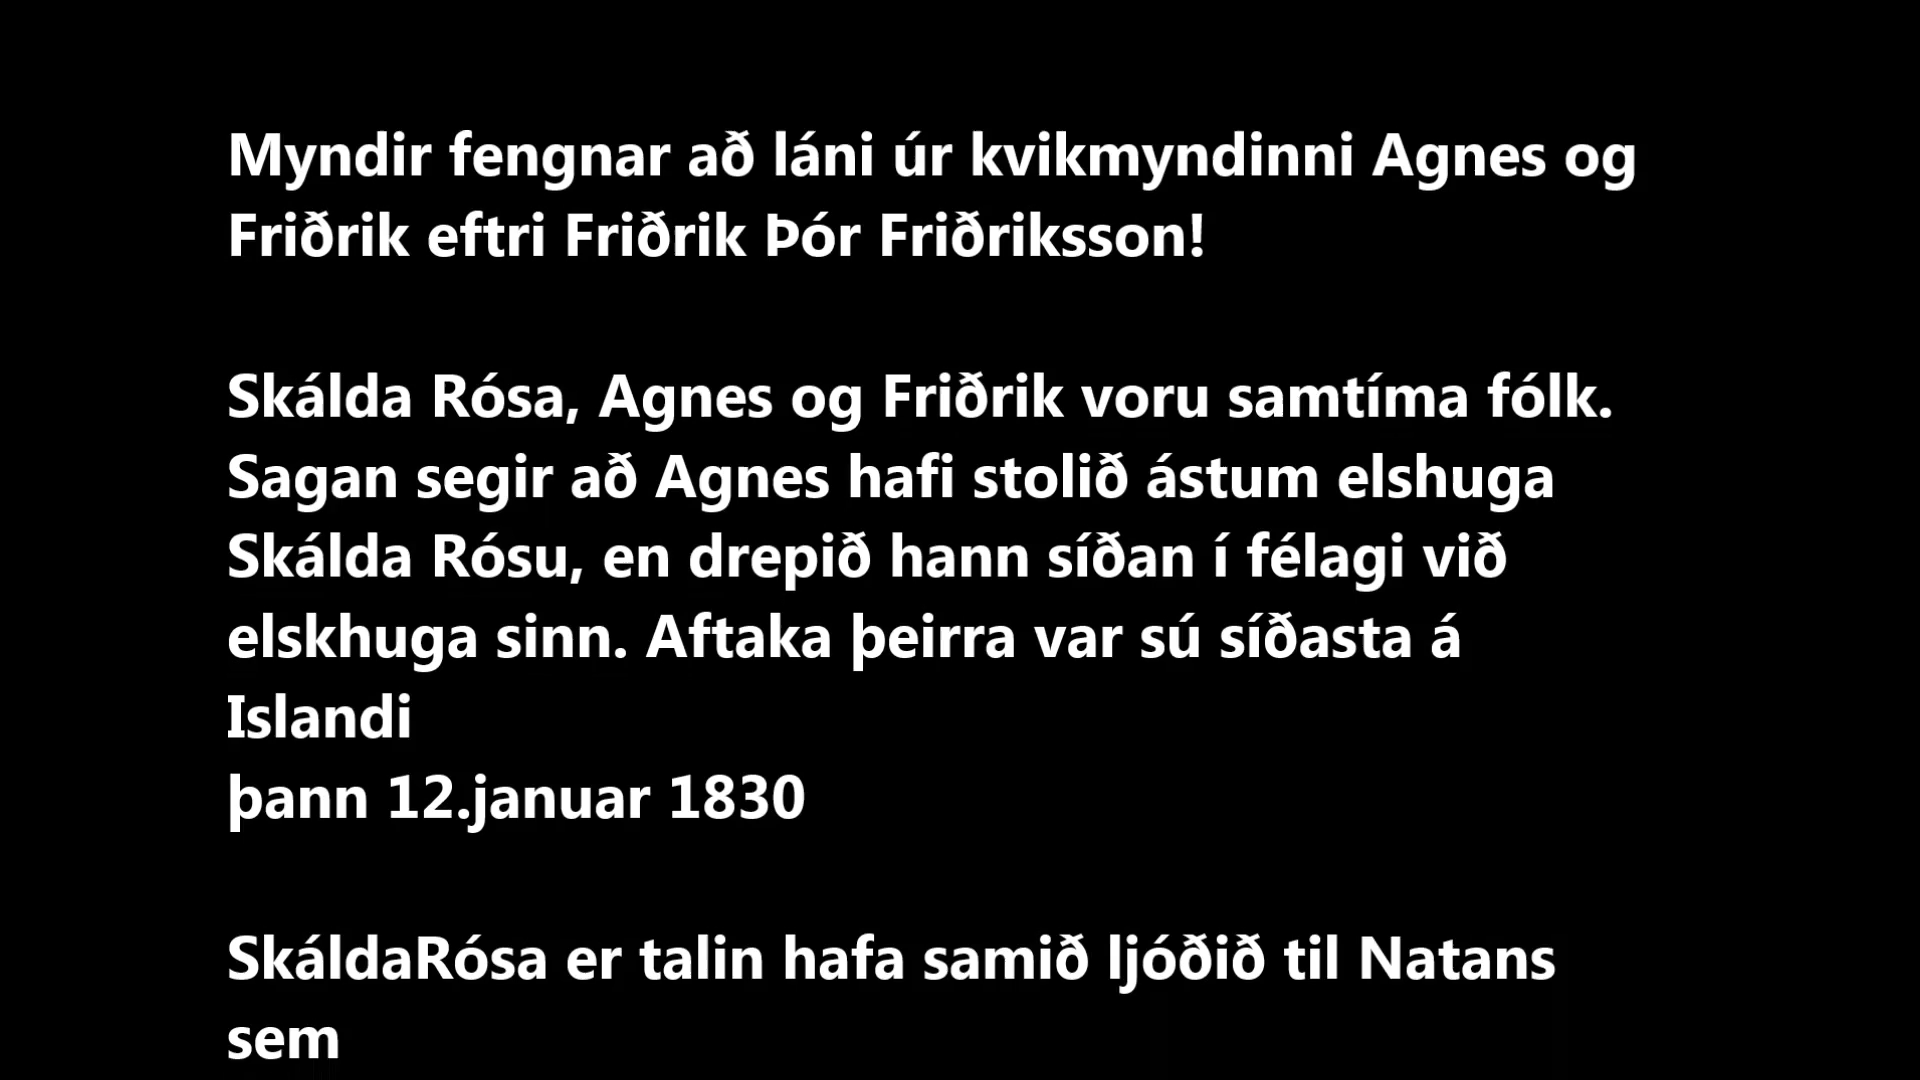 Myndir fengnar að láni úr kvikmyndinni Agnes og
Friðrik eftri Friðrik Þór Friðriksson!
Skálda Rósa, Agnes og Friðrik voru samtíma fólk.
Sagan segir að Agnes hafi stolið ástum elshuga
Skálda Rósu, en drepið hann síðan í félagi við
elskhuga sinn. Aftaka þeirra var sú síðasta á
Islandi
þann 12.januar 1830
SkáldaRósa er talin hafa samið ljóðið til Natans
sem